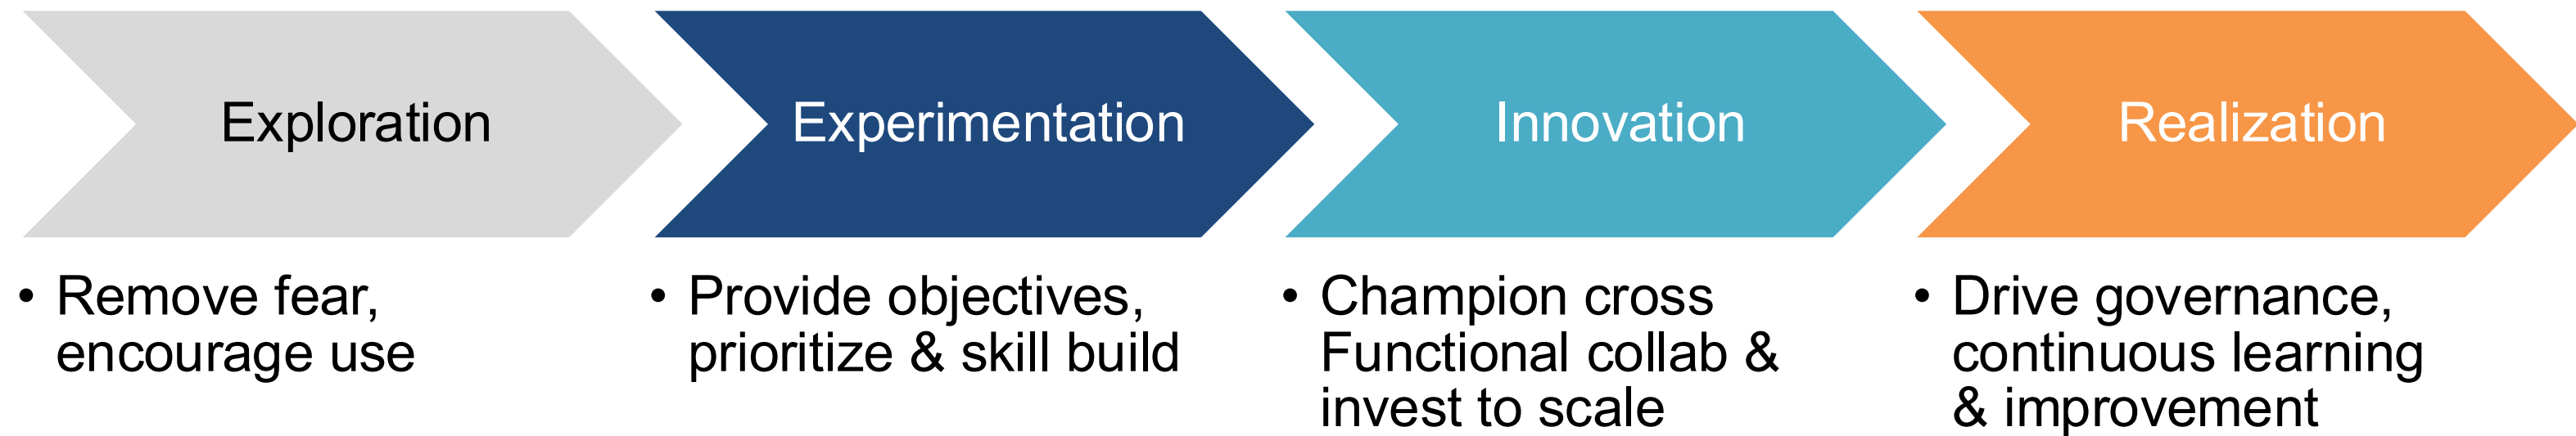 Exploration
• Remove fear,
encourage use
Experimentation
• Provide objectives,
prioritize & skill build
Innovation
• Champion cross
Functional collab &
invest to scale
Realization
• Drive governance,
continuous learning
& improvement